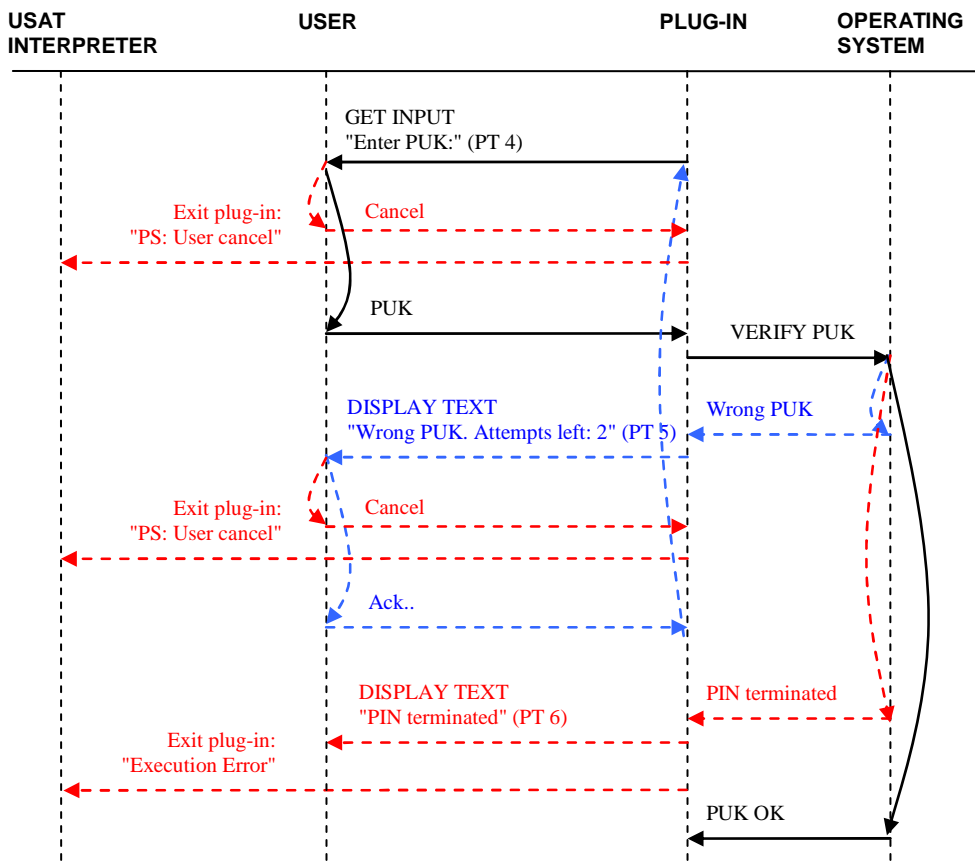 USAT
INTERPRETER
USER
PLUG-IN
OPERATING
SYSTEM
GET INPUT
"Enter PUK:" (PT 4)
Exit plug-in:
"PS: User cancel"
Cancel
PUK
VERIFY PUK
DISPLAY TEXT
"Wrong PUK. Attempts left: 2" (PT 5)
Wrong PUK
Exit plug-in:
"PS: User cancel"
Cancel
Ack..
DISPLAY TEXT
"PIN terminated" (PT 6)
PIN terminated
Exit plug-in:
"Execution Error"
PUK OK